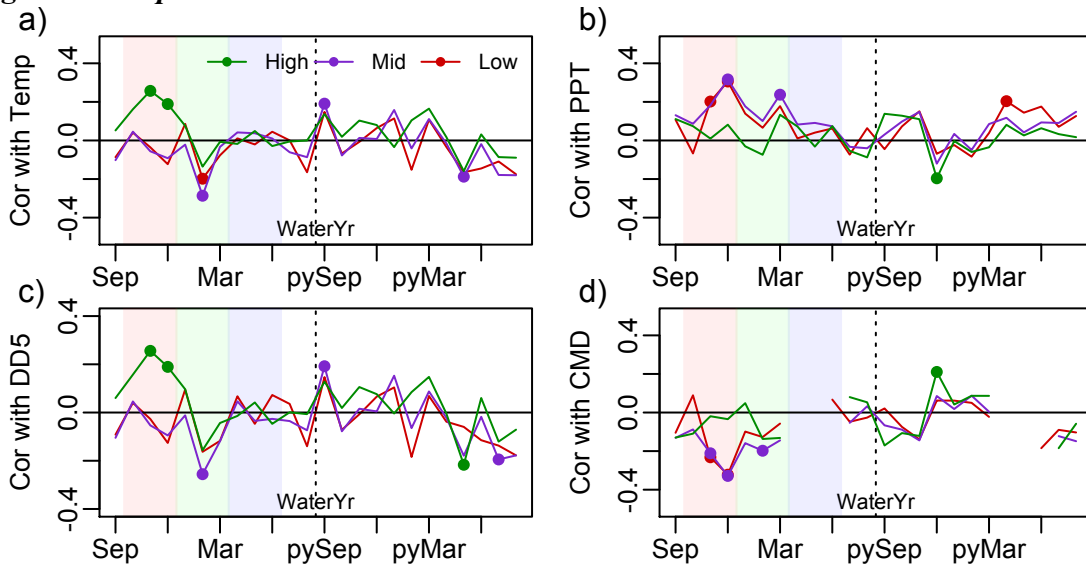 a)
Cor with Temp
0.4
0.0
-0.4
High
Mid
Low
WaterYr
Sep
Mar
pySep
pyMar
b)
Cor with PPT
0.4
0.0
-0.4
WaterYr
Sep
Mar
pySep
pyMar
c)
Cor with DD5
0.4
0.0
-0.4
WaterYr
Sep
Mar
pySep
pyMar
d)
Cor with CMD
0.4
0.0
-0.4
WaterYr
Sep
Mar
pySep
pyMar